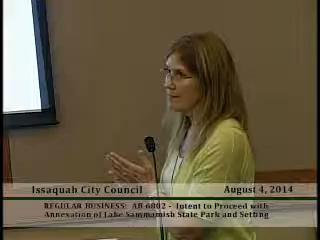 Issaquah City Council
August 4, 2014
REGULAR BUSINESS: AB 6802 - Intent to Proceed with
Annexation of Lake Sammamish State Park and Setting